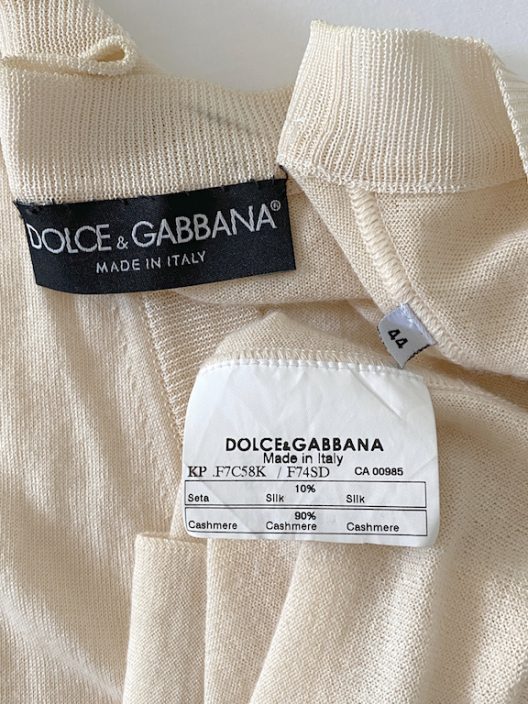 DOLCE & GABBANA®
MADE IN ITALY
44
DOLCE&GABBANA
Made in Italy
KP .F7C58K / F74SD CA 00985
10%
Seta Silk Silk
90%
Cashmere Cashmere Cashmere